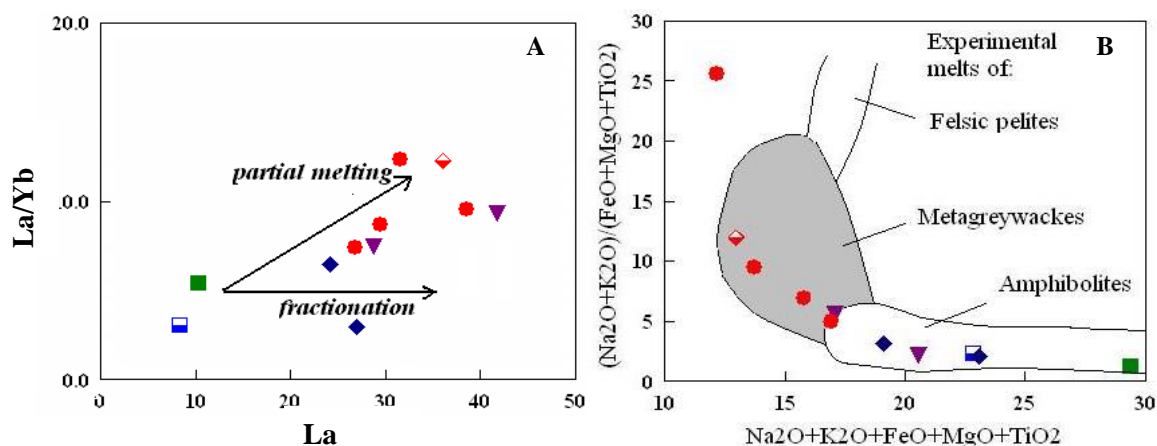 20.0
A
La/Yb
partial melting
0.0
fractionation
0.0
0
10
20
30
40
50
La
(Na2O+K2O)/(FeO+MgO+TiO2)
30
25
20
15
10
5
0
Experimental
melts of:
B
Felsic pelites
Metagreywackes
Amphibolites
10
15
20
25
30
Na2O+K2O+FeO+MgO+TiO2